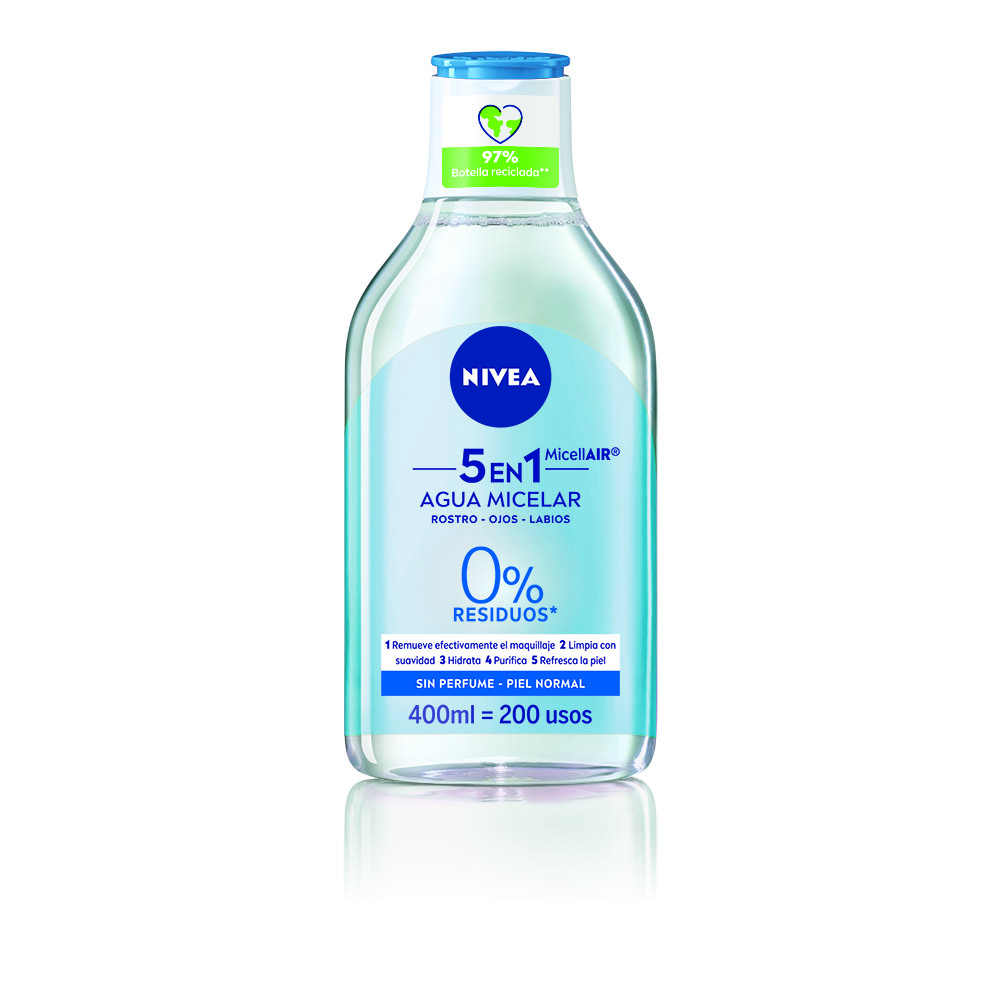 97%
Botella reciclada**
NIVEA
5 EN 1 MicellAIR®
AGUA MICELAR
ROSTRO - OJOS - LABIOS
0%
RESIDUOS*
1 Remueve efectivamente el maquillaje 2 Limpia con
suavidad 3 Hidrata 4 Purifica 5 Refresca la piel
SIN PERFUME - PIEL NORMAL
400ml = 200 usos